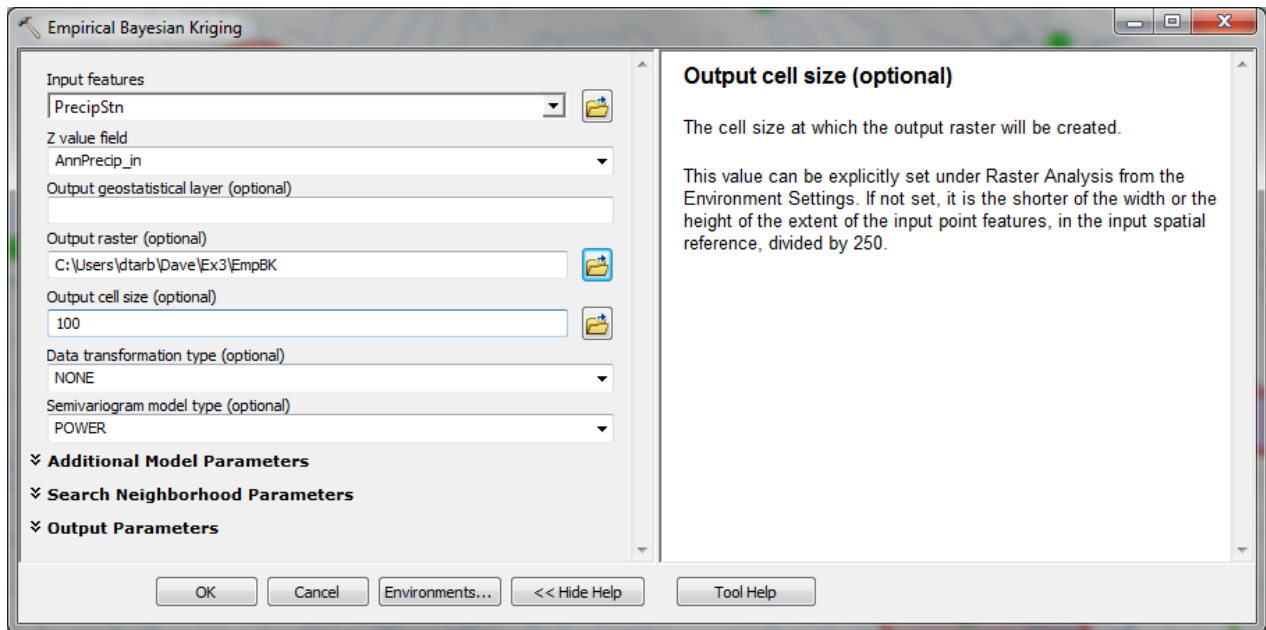 Empirical Bayesian Kriging
Input features
PrecipStn
Z value field
AnnPrecip_in
Output geostatistical layer (optional)
Output raster (optional)
C:\Users\dtarb\Dave\Ex3\EmpBK
Output cell size (optional)
100
Data transformation type (optional)
NONE
Semivariogram model type (optional)
POWER
Additional Model Parameters
Search Neighborhood Parameters
Output Parameters
Output cell size (optional)
The cell size at which the output raster will be created.
This value can be explicitly set under Raster Analysis from the
Environment Settings. If not set, it is the shorter of the width or the
height of the extent of the input point features, in the input spatial
reference, divided by 250.
OK
Cancel
Environments...
<< Hide Help
Tool Help